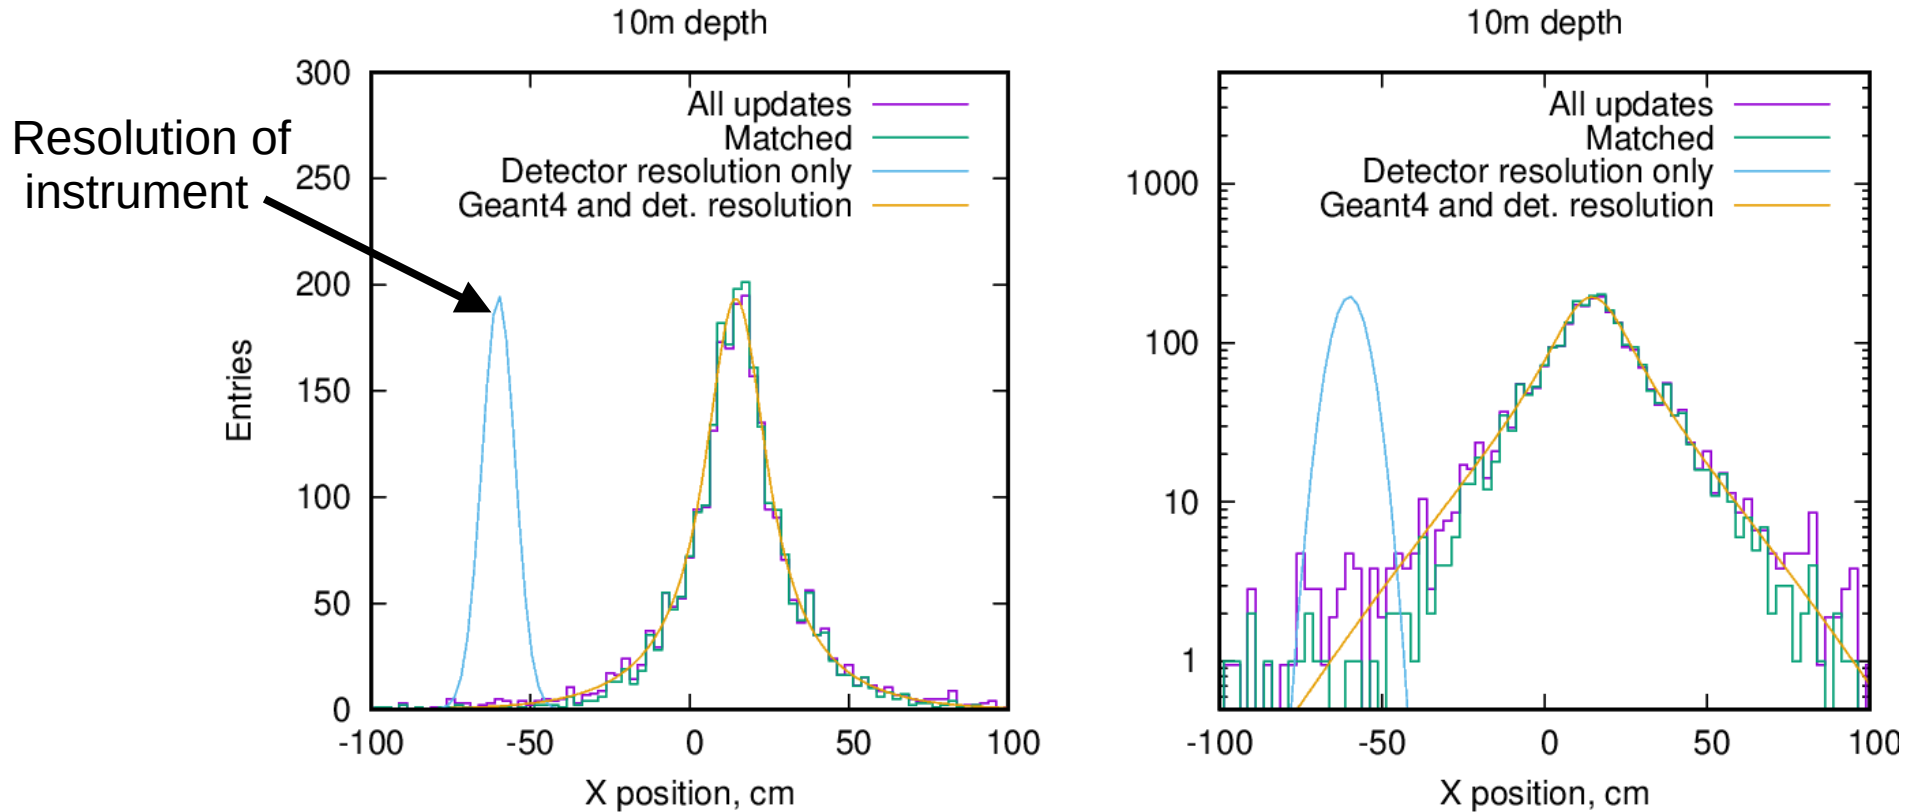 10m depth
Resolution of
instrument
300
250
200
150
100
50
0
Entries
All updates
Matched
Detector resolution only
Geant4 and det. resolution
-100
-50
0
50
100
X position, cm
10m depth
1000
100
10
1
All updates
Matched
Detector resolution only
Geant4 and det. resolution
-100
-50
0
50
100
X position, cm